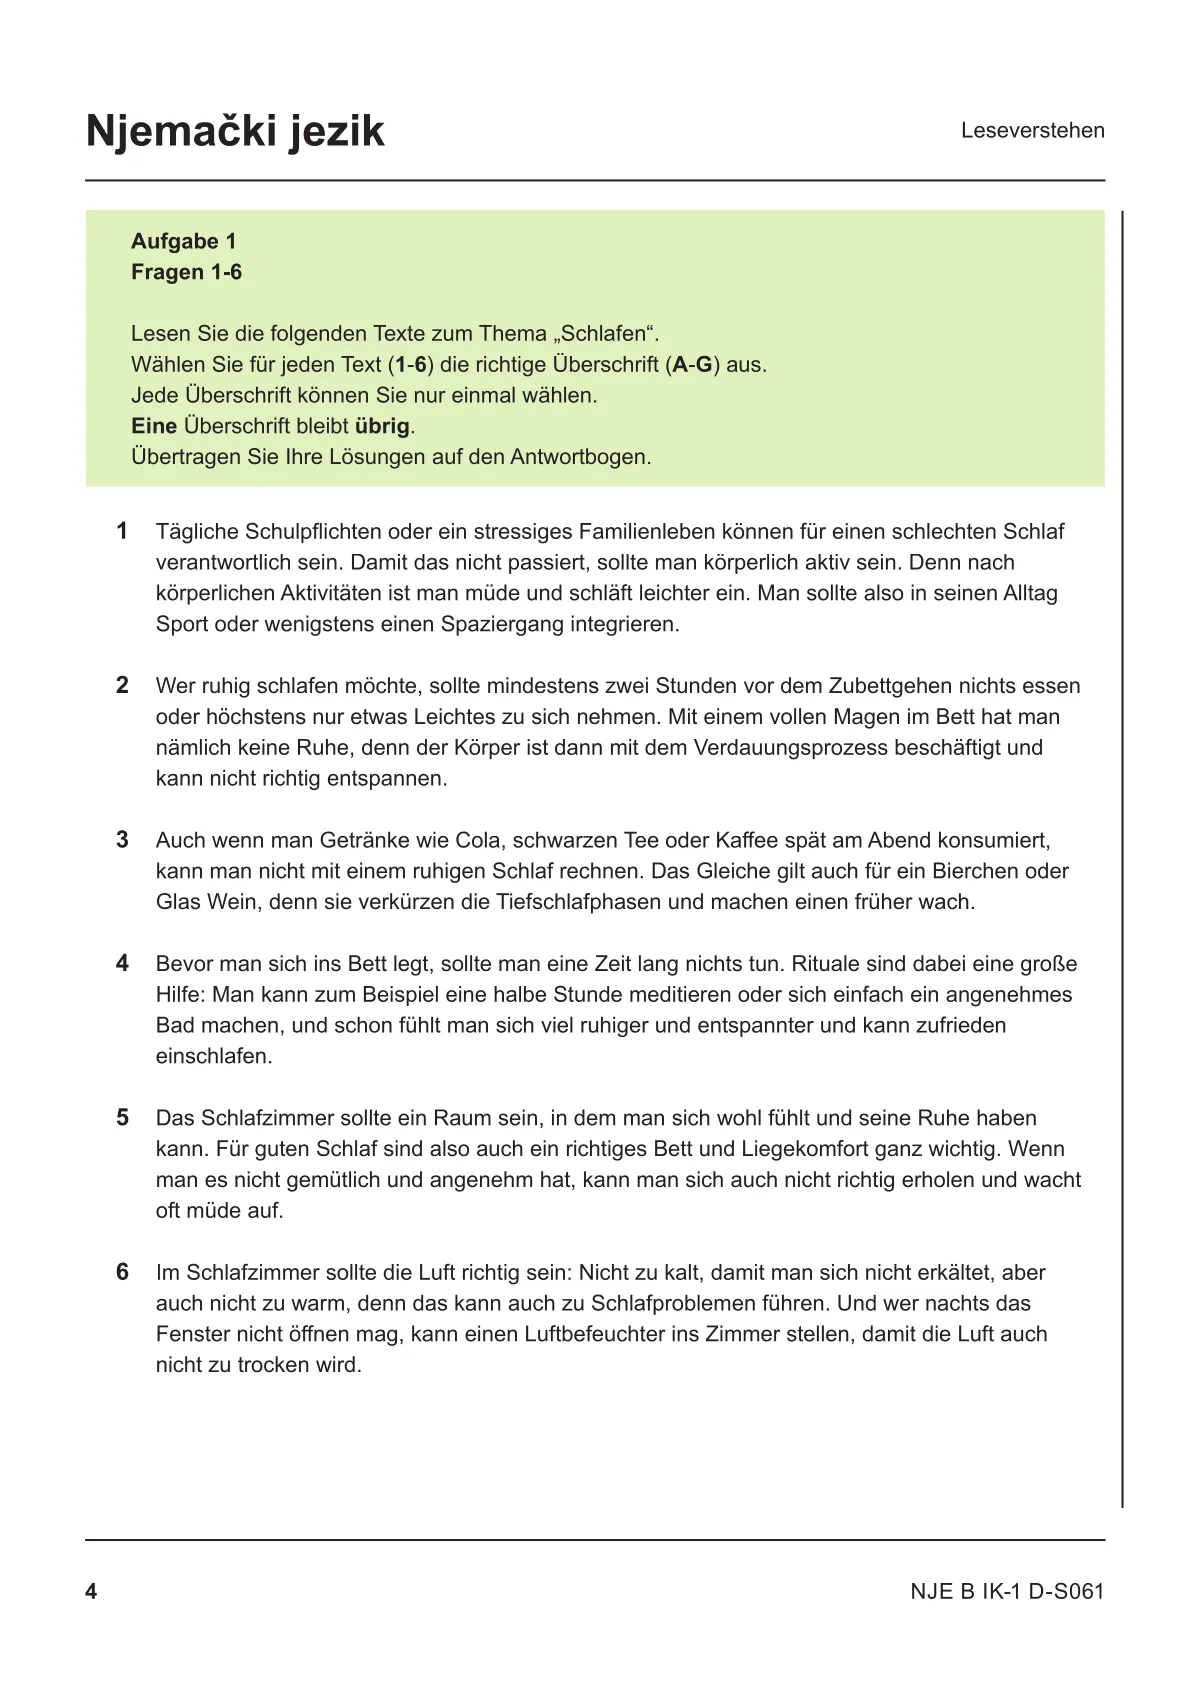 Njemački jezik
Leseverstehen
Aufgabe 1
Fragen 1-6
Lesen Sie die folgenden Texte zum Thema „Schlafen“.
Wählen Sie für jeden Text (1-6) die richtige Überschrift (A-G) aus.
Jede Überschrift können Sie nur einmal wählen.
Eine Überschrift bleibt übrig.
Übertragen Sie Ihre Lösungen auf den Antwortbogen.
1 Tägliche Schulpflichten oder ein stressiges Familienleben können für einen schlechten Schlaf
verantwortlich sein. Damit das nicht passiert, sollte man körperlich aktiv sein. Denn nach
körperlichen Aktivitäten ist man müde und schläft leichter ein. Man sollte also in seinen Alltag
Sport oder wenigstens einen Spaziergang integrieren.
2 Wer ruhig schlafen möchte, sollte mindestens zwei Stunden vor dem Zubettgehen nichts essen
oder höchstens nur etwas Leichtes zu sich nehmen. Mit einem vollen Magen im Bett hat man
nämlich keine Ruhe, denn der Körper ist dann mit dem Verdauungsprozess beschäftigt und
kann nicht richtig entspannen.
3 Auch wenn man Getränke wie Cola, schwarzen Tee oder Kaffee spät am Abend konsumiert,
kann man nicht mit einem ruhigen Schlaf rechnen. Das Gleiche gilt auch für ein Bierchen oder
Glas Wein, denn sie verkürzen die Tiefschlafphasen und machen einen früher wach.
4 Bevor man sich ins Bett legt, sollte man eine Zeit lang nichts tun. Rituale sind dabei eine große
Hilfe: Man kann zum Beispiel eine halbe Stunde meditieren oder sich einfach ein angenehmes
Bad machen, und schon fühlt man sich viel ruhiger und entspannter und kann zufrieden
einschlafen.
5 Das Schlafzimmer sollte ein Raum sein, in dem man sich wohl fühlt und seine Ruhe haben
kann. Für guten Schlaf sind also auch ein richtiges Bett und Liegekomfort ganz wichtig. Wenn
man es nicht gemütlich und angenehm hat, kann man sich auch nicht richtig erholen und wacht
oft müde auf.
6 Im Schlafzimmer sollte die Luft richtig sein: Nicht zu kalt, damit man sich nicht erkältet, aber
auch nicht zu warm, denn das kann auch zu Schlafproblemen führen. Und wer nachts das
Fenster nicht öffnen mag, kann einen Luftbefeuchter ins Zimmer stellen, damit die Luft auch
nicht zu trocken wird.
4
NJE B IK-1 D-S061